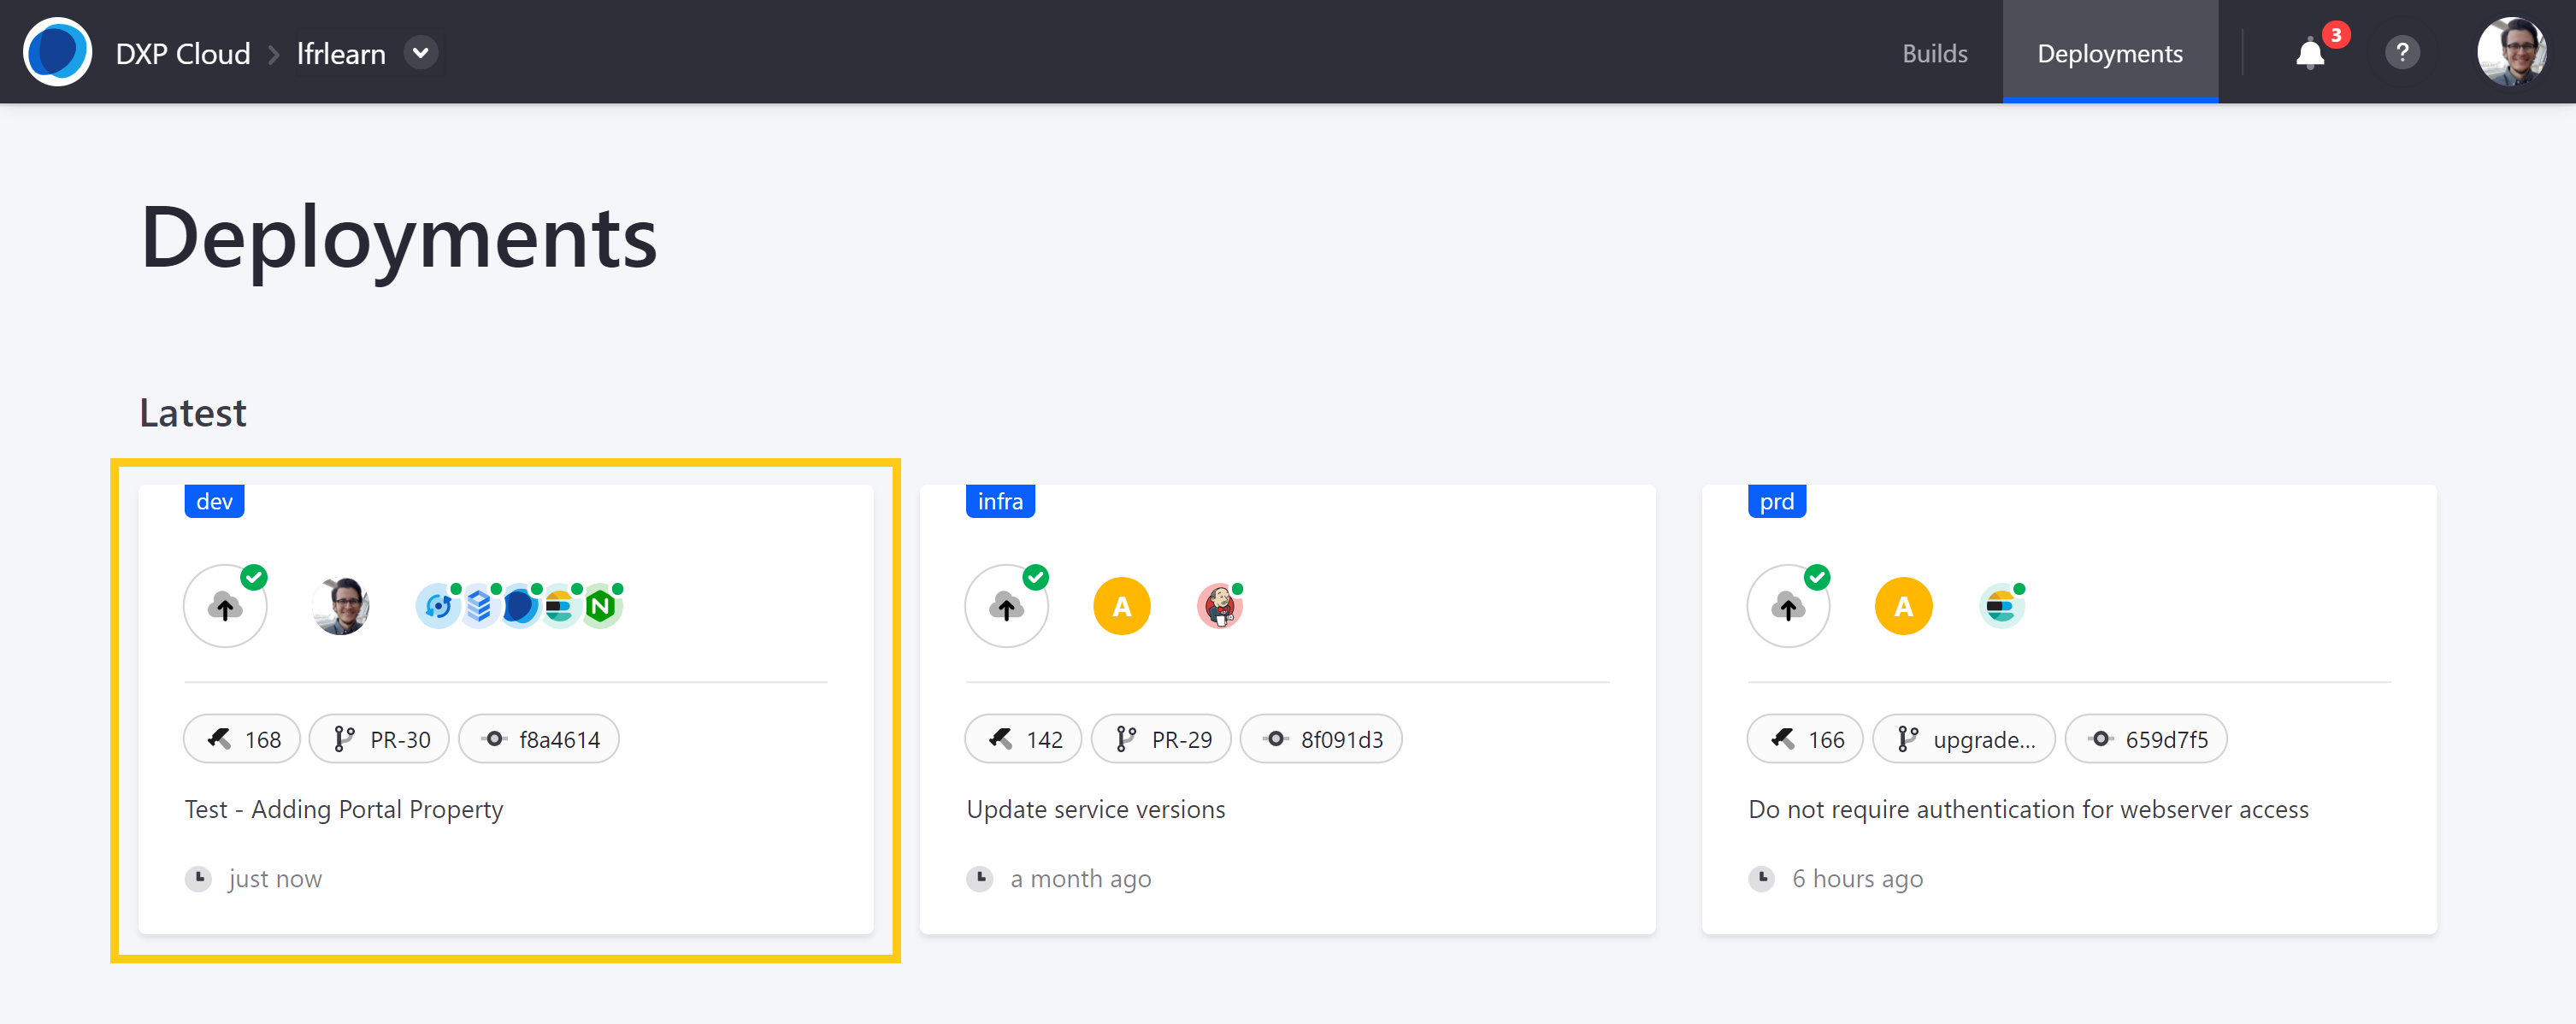 DXP Cloud lfrlearn Builds Deployments 3 ?
Deployments
Latest
dev
N
168 PR-30 f8a4614
Test - Adding Portal Property
just now
infra
A
142 PR-29 8f091d3
Update service versions
a month ago
prd
A
166 upgrade...  659d7f5
Do not require authentication for webserver access
6 hours ago